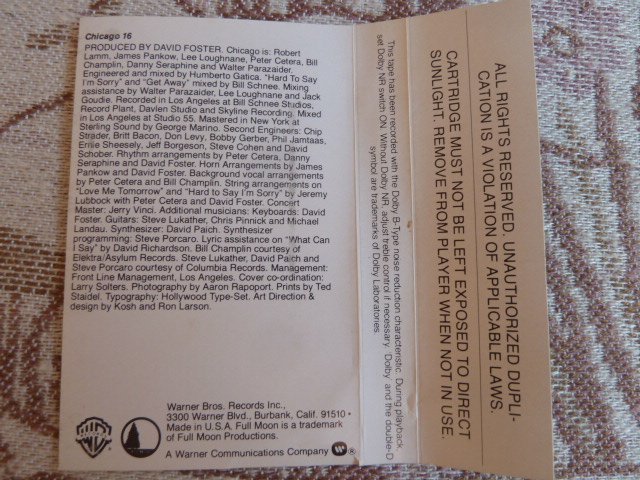 Chicago 16
PRODUCED BY DAVID FOSTER. Chicago is: Robert
Lamm, James Pankow, Lee Loughnane, Peter Cetera, Bill
Champlin, Danny Seraphine and Walter Parazaider.
Engineered and mixed by Humberto Gatica. "Hard To Say
I'm Sorry" and "Get Away" mixed by Bill Schnee. Mixing
assistance by Walter Parazaider, Lee Loughnane and Jack
Goudie. Recorded in Los Angeles at Bill Schnee Studios,
Record Plant, Davlen Studio and Skyline Recording. Mixed
in Los Angeles at Studio 55. Mastered in New York at
Sterling Sound by George Marino. Second Engineers: Chip
Strader, Britt Bacon, Don Levy, Bobby Gerber, Phil Jamtaas,
Ernie Sheesely, Jeff Borgeson, Steve Cohen and David
Schober. Rhythm arrangements by Peter Cetera, Danny
Seraphine and David Foster. Horn Arrangements by James
Pankow and David Foster. Background vocal arrangements
by Peter Cetera and Bill Champlin. String arrangements on
"Love Me Tomorrow" and "Hard to Say I'm Sorry" by Jeremy
Lubbock with Peter Cetera and David Foster. Concert
Master: Jerry Vinci. Additional musicians: Keyboards: David
Foster. Guitars: Steve Lukather, Chris Pinnick and Michael
Landau. Synthesizer: David Paich. Synthesizer
programming: Steve Porcaro. Lyric assistance on "What Can
I Say" by David Richardson. Bill Champlin courtesy of
Elektra/Asylum Records. Steve Lukather, David Paich and
Steve Porcaro courtesy of Columbia Records. Management:
Front Line Management, Los Angeles. Cover co-ordination:
Larry Solters. Photography by Aaron Rapoport. Prints by Ted
Staidel. Typography: Hollywood Type-Set. Art Direction &
design by Kosh and Ron Larson.
WB
Warner Bros. Records Inc.,
3300 Warner Blvd., Burbank, Calif. 91510 •
Made in U.S.A. Full Moon is a trademark
of Full Moon Productions.
A Warner Communications Company ®
This tape has been recorded with the Dolby B-Type noise reduction characteristic. During playback,
set Dolby NR switch ON. Without Dolby NR, adjust treble control if necessary. Dolby and the double-D
symbol are trademarks of Dolby Laboratories
ALL RIGHTS RESERVED. UNAUTHORIZED DUPLI-
CATION IS A VIOLATION OF APPLICABLE LAWS.
CARTRIDGE MUST NOT BE LEFT EXPOSED TO DIRECT
SUNLIGHT. REMOVE FROM PLAYER WHEN NOT IN USE.